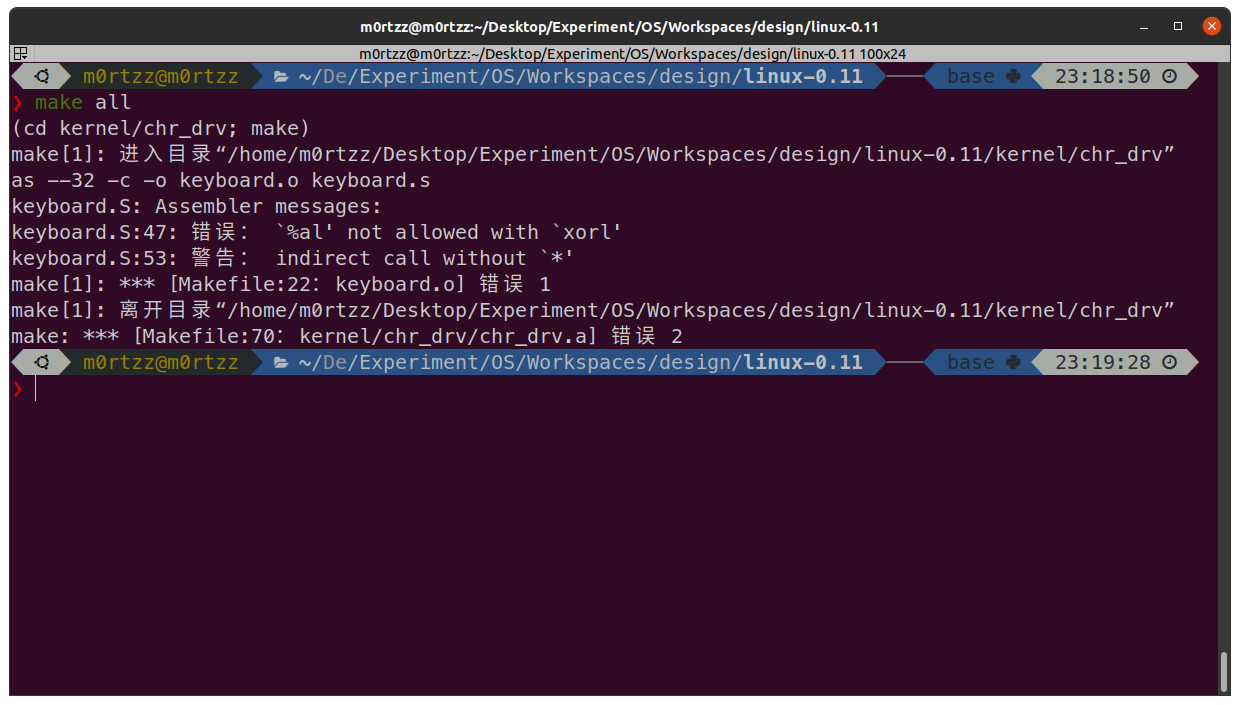 m0rtzz@m0rtzz:~/Desktop/Experiment/OS/Workspaces/design/linux-0.11
m0rtzz@m0rtzz:~/Desktop/Experiment/OS/Workspaces/design/linux-0.11 100x24
m0rtzz@m0rtzz ~/De/Experiment/OS/Workspaces/design/linux-0.11 base 23:18:50
❯ make all
(cd kernel/chr_drv; make)
make[1]: 进入目录“/home/m0rtzz/Desktop/Experiment/OS/Workspaces/design/linux-0.11/kernel/chr_drv”
as --32 -c -o keyboard.o keyboard.s
keyboard.S: Assembler messages:
keyboard.S:47: 错误： `%al' not allowed with `xorl'
keyboard.S:53: 警告： indirect call without `*'
make[1]: *** [Makefile:22：keyboard.o] 错误 1
make[1]: 离开目录“/home/m0rtzz/Desktop/Experiment/OS/Workspaces/design/linux-0.11/kernel/chr_drv”
make: *** [Makefile:70：kernel/chr_drv/chr_drv.a] 错误 2
m0rtzz@m0rtzz ~/De/Experiment/OS/Workspaces/design/linux-0.11 base 23:19:28
❯